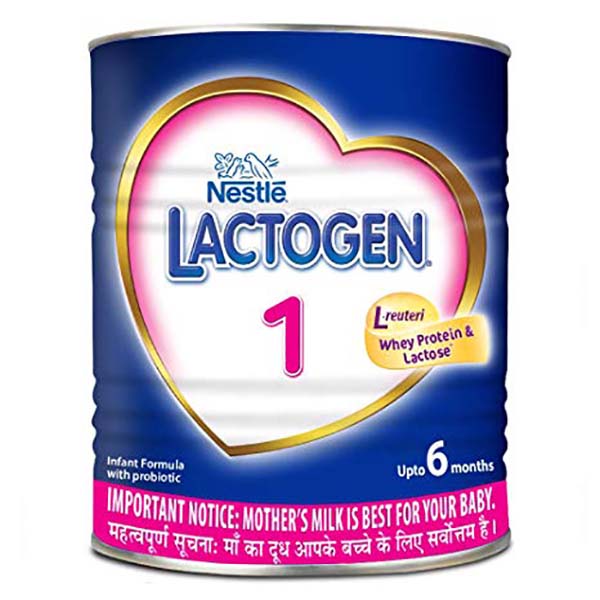 Nestlé
LACTOGEN
1
L-reuteri
Whey Protein &
Lactose*
Infant Formula
with probiotic
Upto 6 months
IMPORTANT NOTICE: MOTHER'S MILK IS BEST FOR YOUR BABY.
महत्वपूर्ण सूचना: माँ का दूध आपके बच्चे के लिए सर्वोत्तम है।